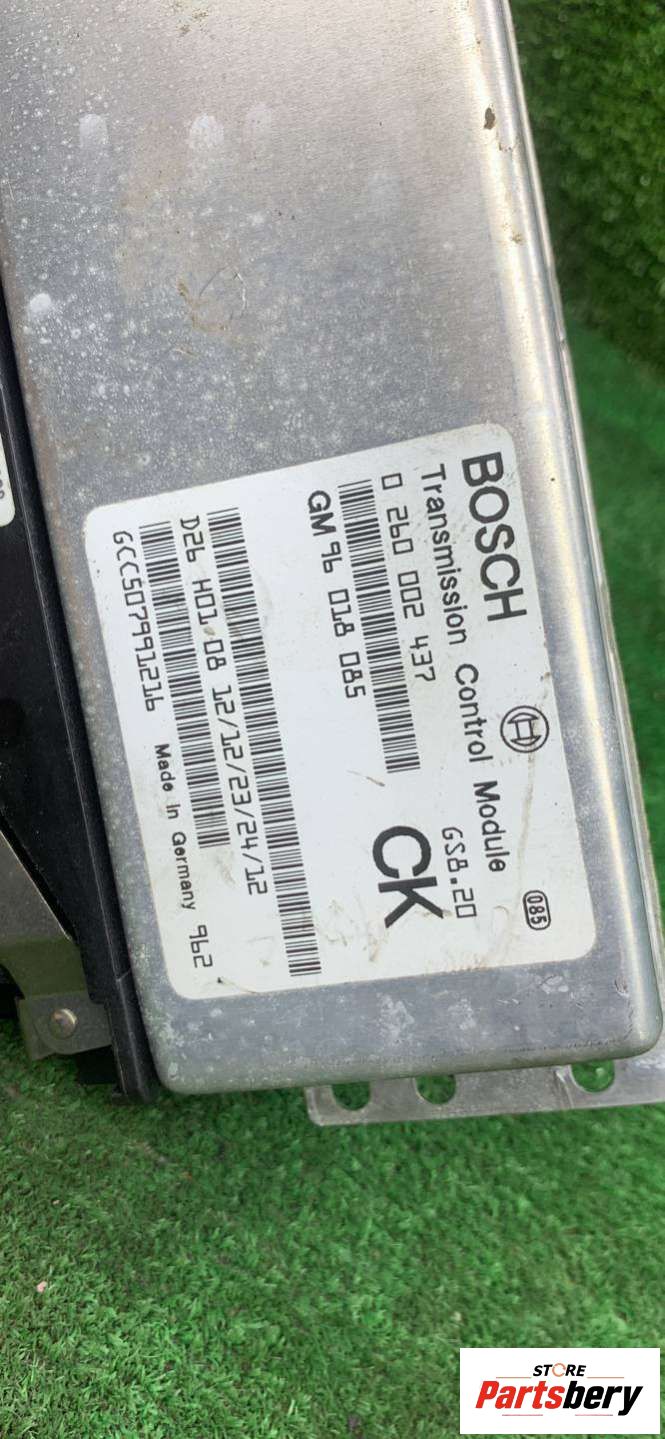 BOSCH
Transmission Control Module
0 260 002 437 GS8.20
085
GM 96 018 085 CK
D26 H01.08 12/12/23/24/12
GCC507991216 Made in Germany 962
STORE
Partsbery